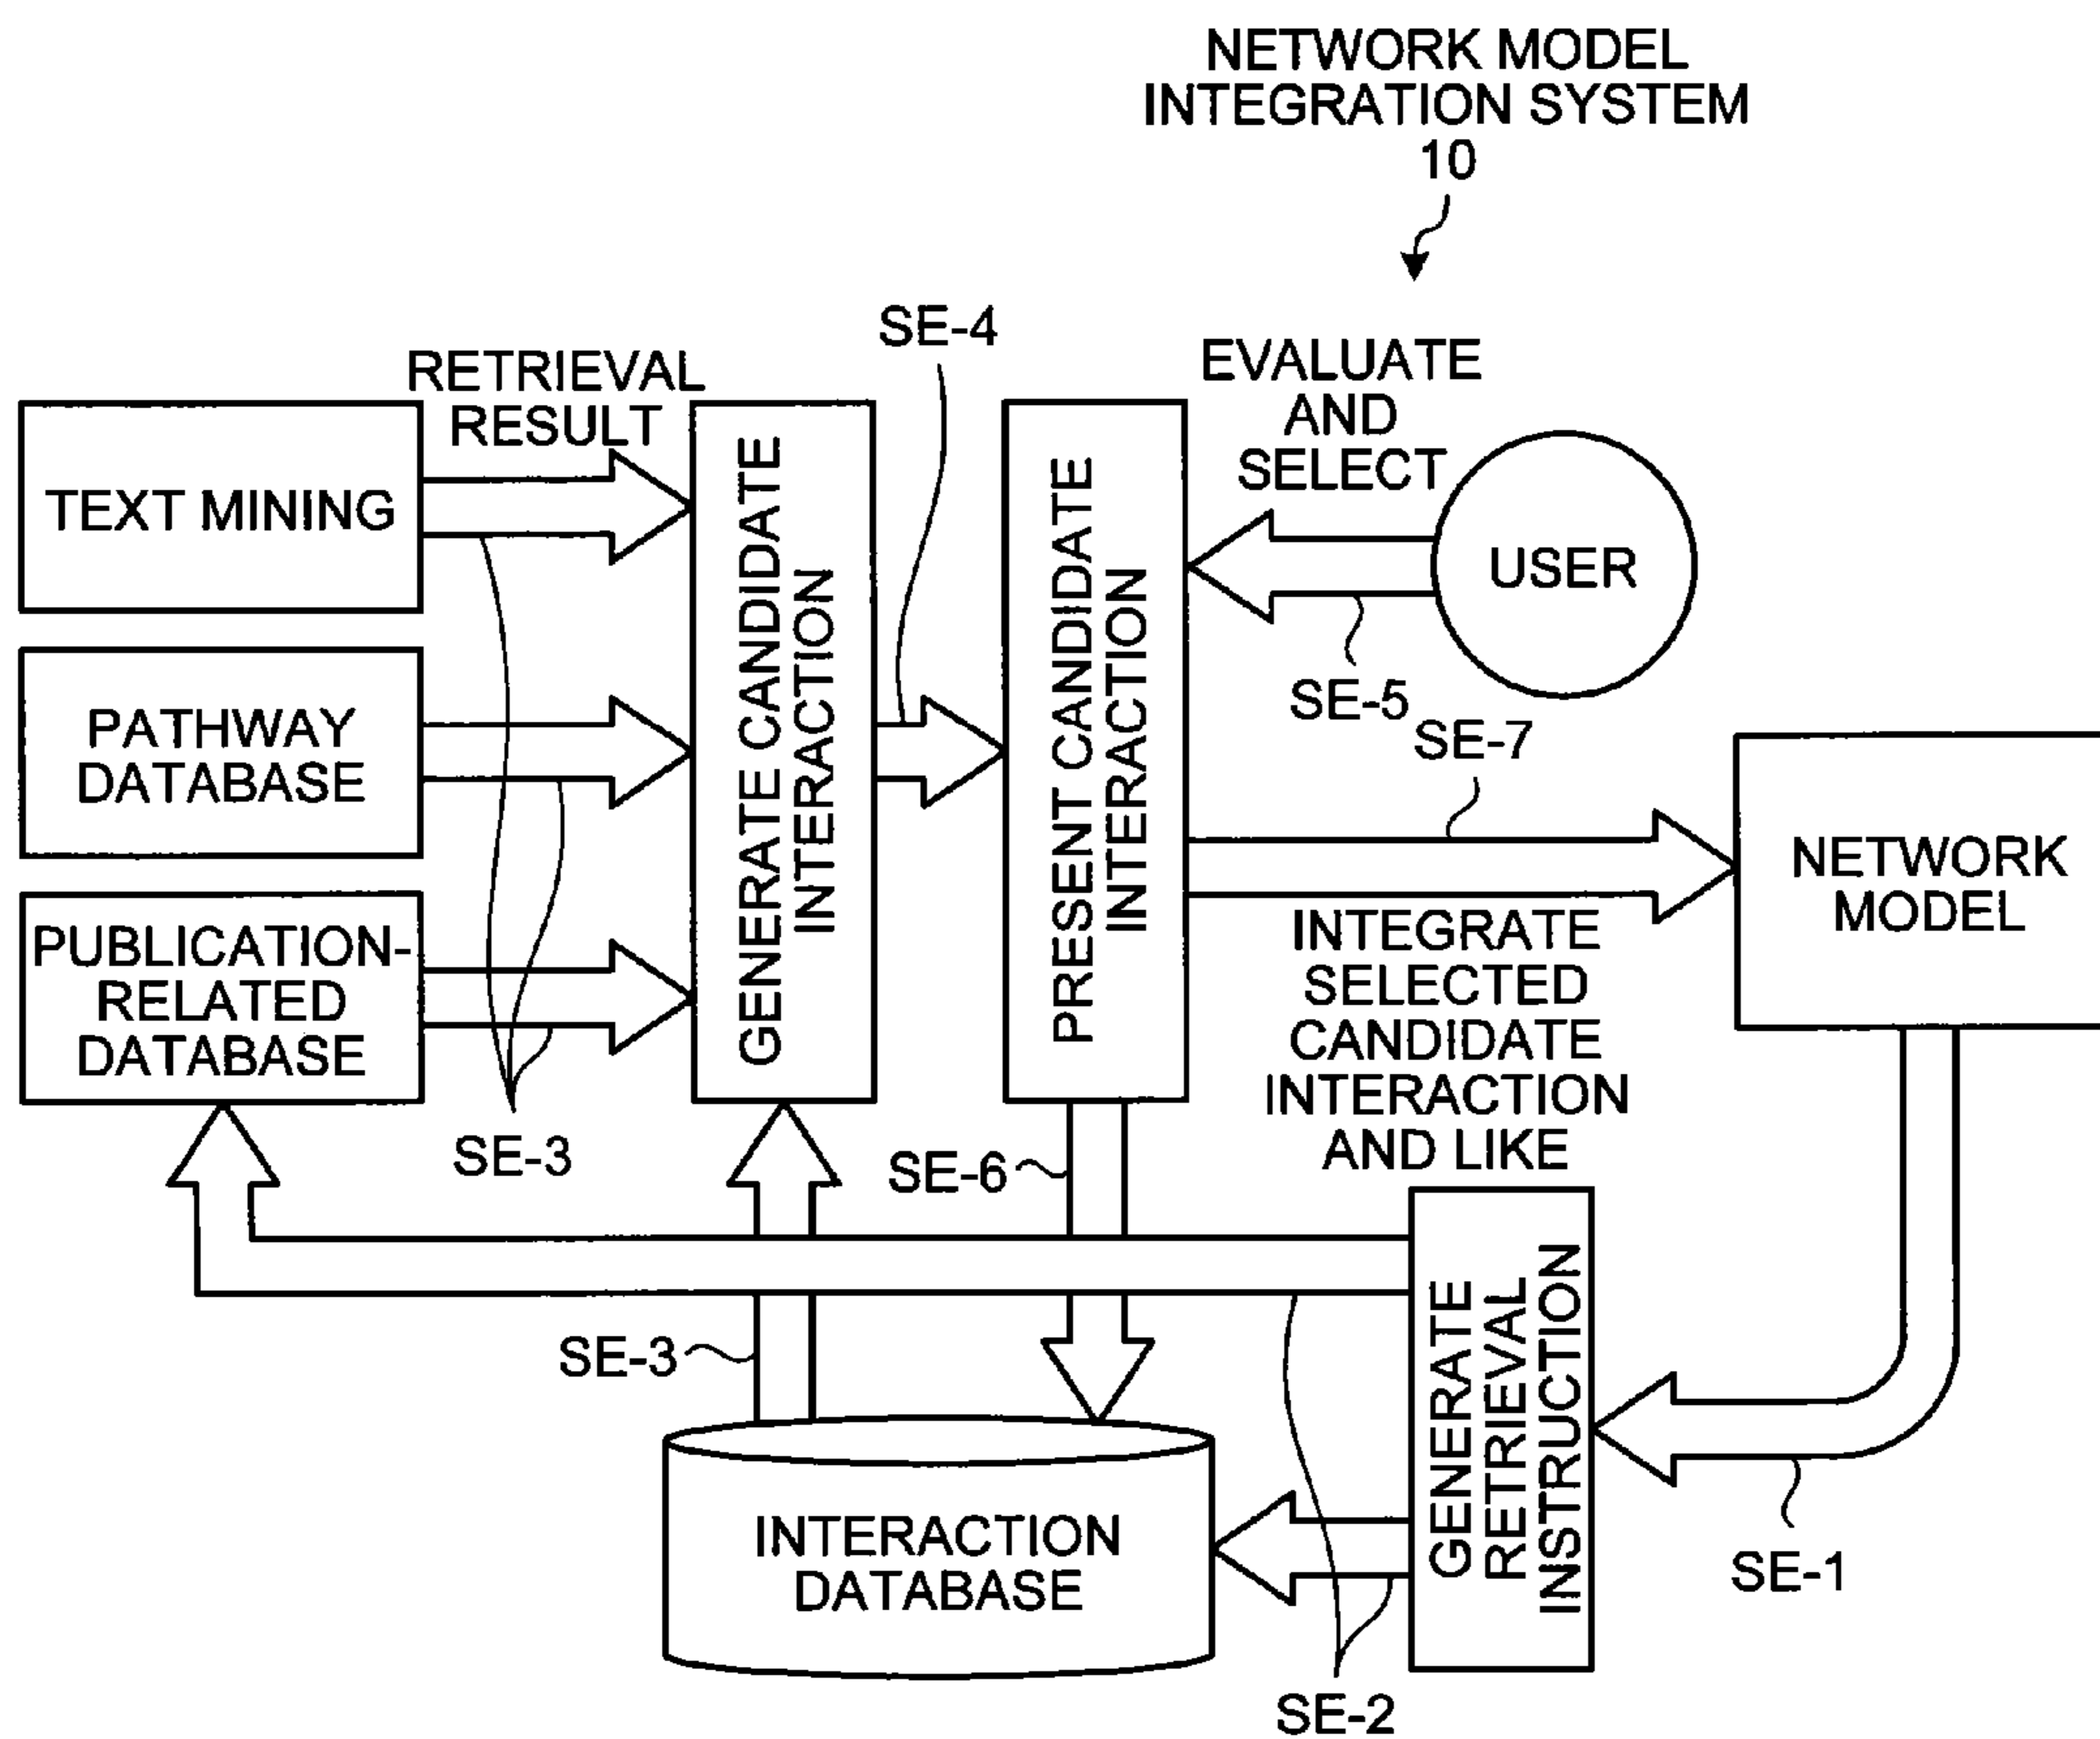 NETWORK MODEL
INTEGRATION SYSTEM
10
SE-4
RETRIEVAL
RESULT
EVALUATE
AND
SELECT
TEXT MINING
PATHWAY
DATABASE
PUBLICATION-
RELATED
DATABASE
GENERATE CANDIDATE
INTERACTION
PRESENT CANDIDATE
INTERACTION
USER
SE-5
SE-7
NETWORK
MODEL
INTEGRATE
SELECTED
CANDIDATE
INTERACTION
AND LIKE
SE-3
SE-6
SE-3
GENERATE
RETRIEVAL
INSTRUCTION
INTERACTION
DATABASE
SE-1
SE-2